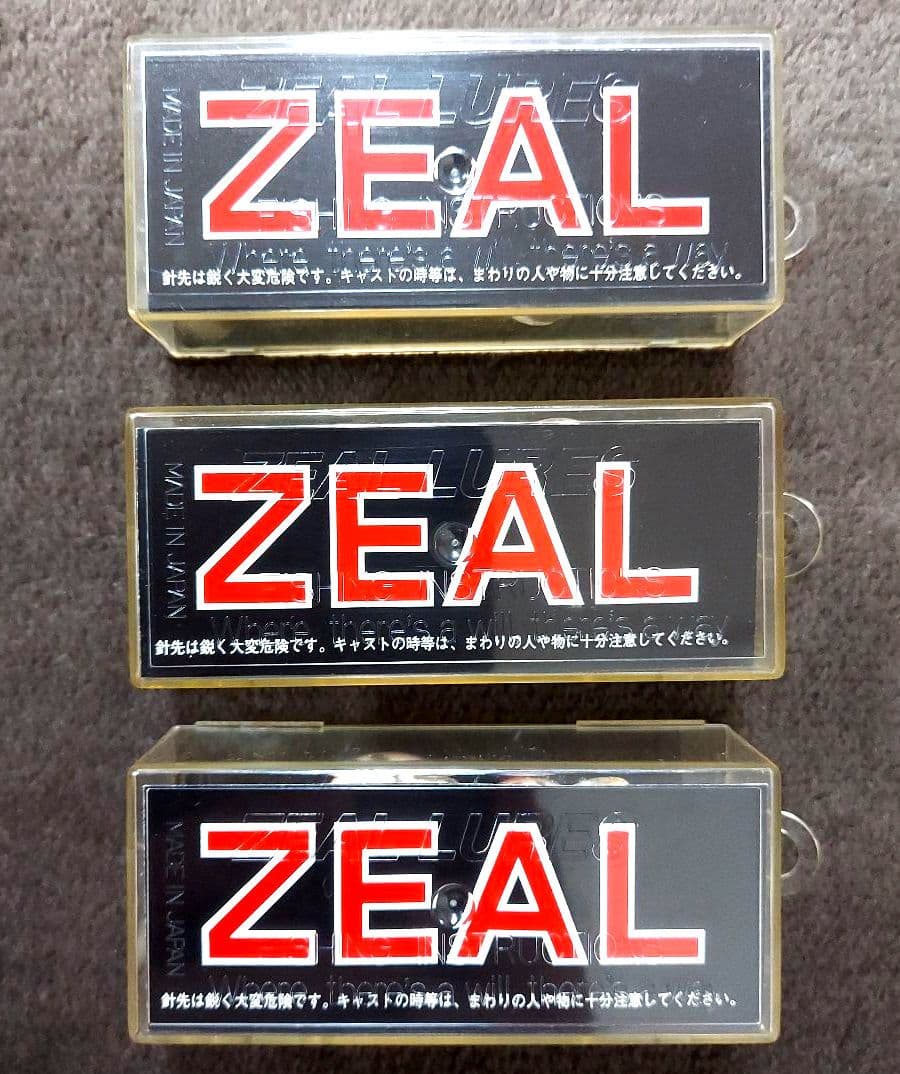 ZEAL LURES
MADE IN JAPAN
ZEAL
FISHING INSTRUCTIONS
Where there's a will, there's a way
針先は鋭く大変危険です。キャストの時等は、まわりの人や物に十分注意してください。
ZEAL LURES
MADE IN JAPAN
ZEAL
FISHING INSTRUCTIONS
Where there's a will, there's a way
針先は鋭く大変危険です。キャストの時等は、まわりの人や物に十分注意してください。
ZEAL LURES
MADE IN JAPAN
ZEAL
FISHING INSTRUCTIONS
Where there's a will, there's
針先は鋭く大変危険です。キャストの時等は、まわりの人や物に十分注意してください。